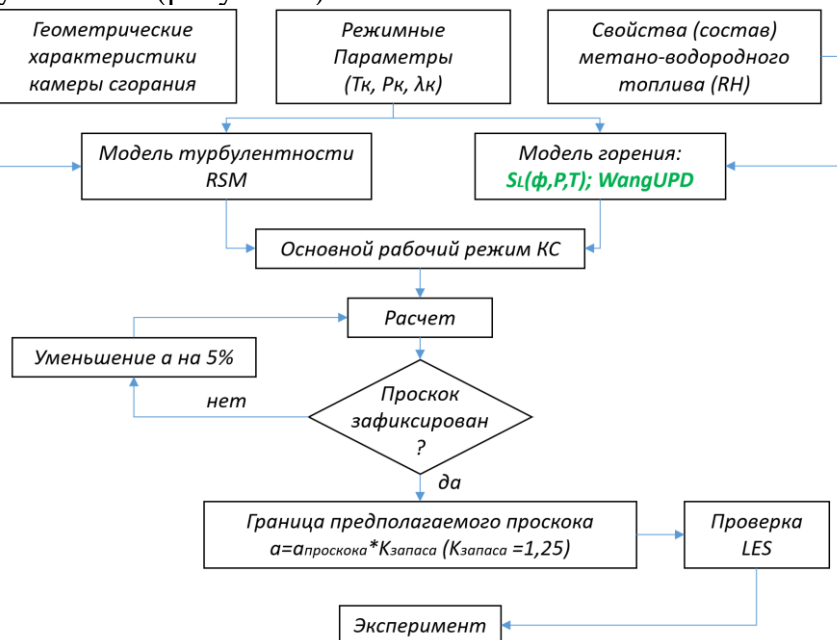 Геометрические
характеристики
камеры сгорания
Режимные
Параметры
(Тк, Рк, λк)
Свойства (состав)
метано-водородного
топлива (RH)
Модель турбулентности
RSM
Модель горения:
SL(ф,Р,Т); WangUPD
Основной рабочий режим КС
Расчет
Уменьшение а на 5%
Проскок
зафиксирован
?
нет
да
Граница предполагаемого проскока
а=апроскока*Kзапаса (Kзапаса =1,25)
Проверка
LES
Эксперимент